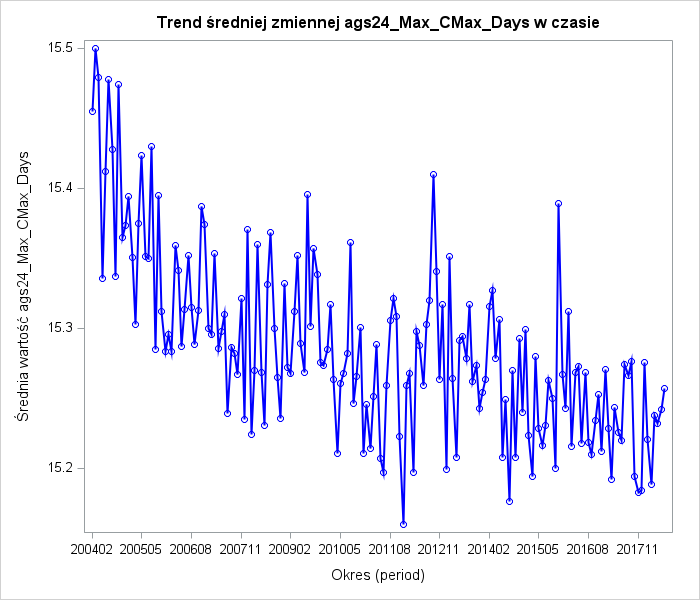 Trend średniej zmiennej ags24_Max_CMax_Days w czasie
Średnia wartość ags24_Max_CMax_Days
15.5
15.4
15.3
15.2
200402 200505 200608 200711 200902 201005 201108 201211 201402 201505 201608 201711
Okres (period)